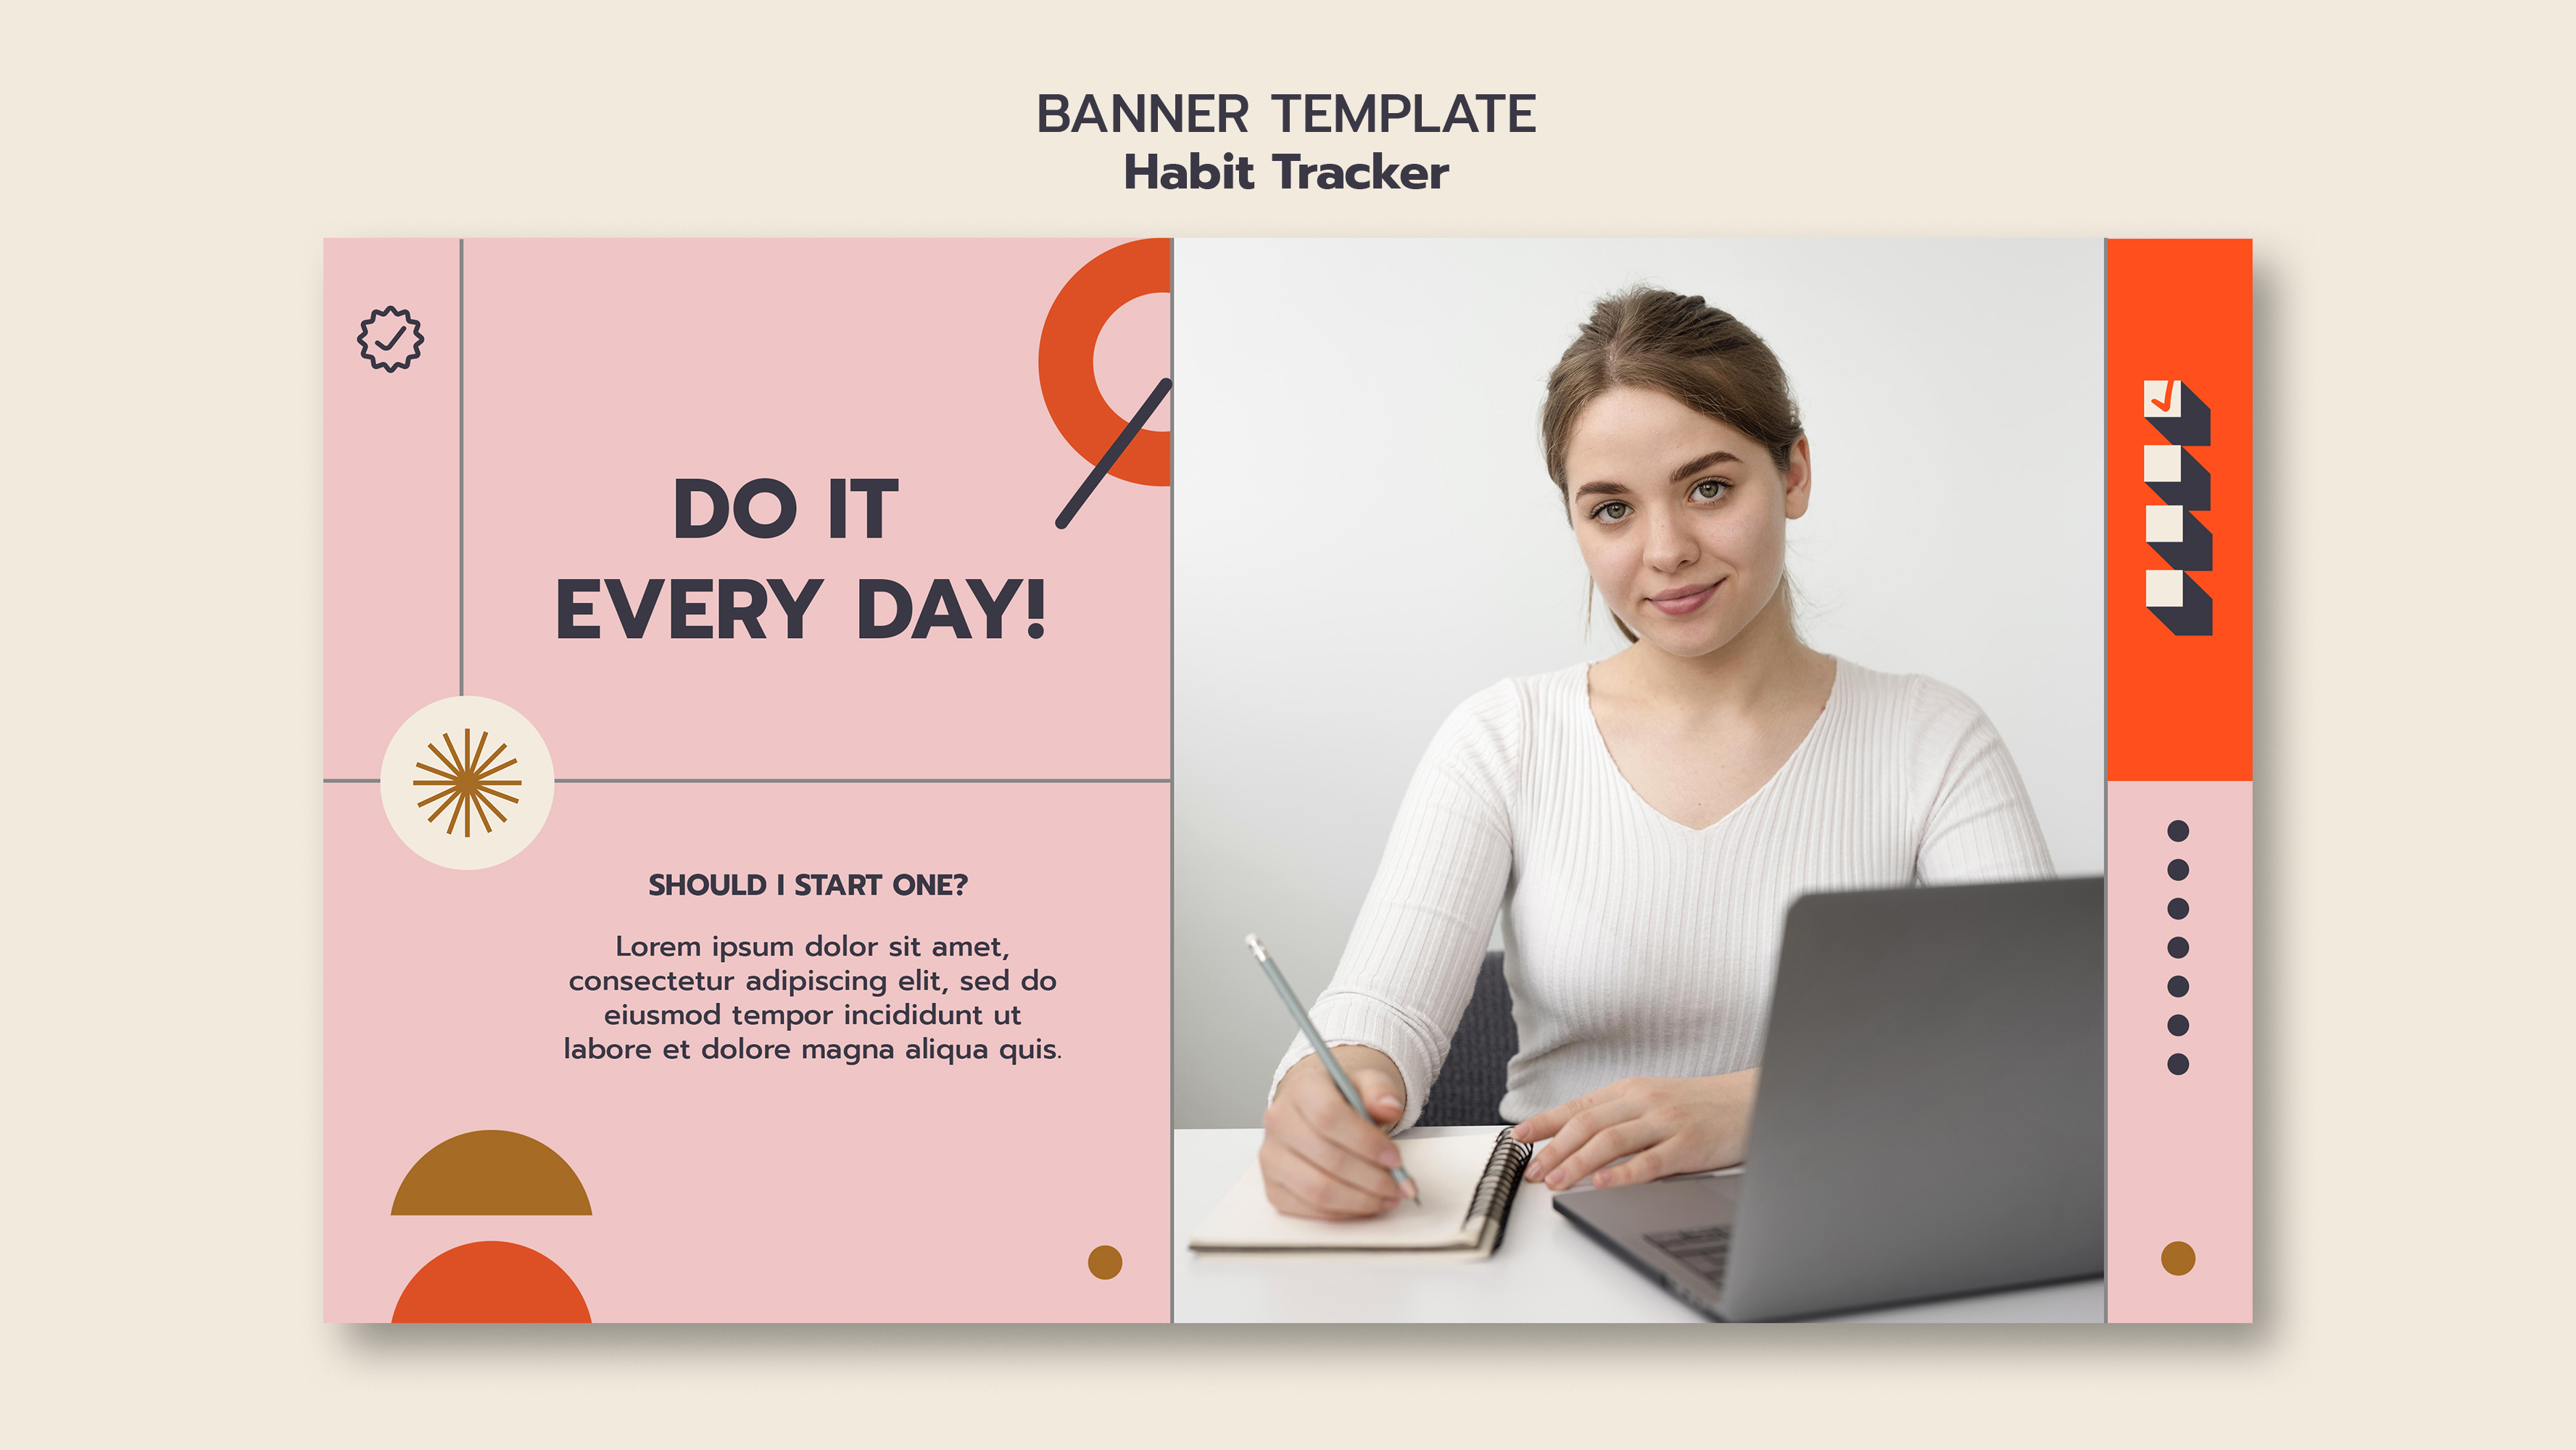 BANNER TEMPLATE
Habit Tracker
DO IT
EVERY DAY!
SHOULD I START ONE?
Lorem ipsum dolor sit amet,
consectetur adipiscing elit, sed do
eiusmod tempor incididunt ut
labore et dolore magna aliqua quis.